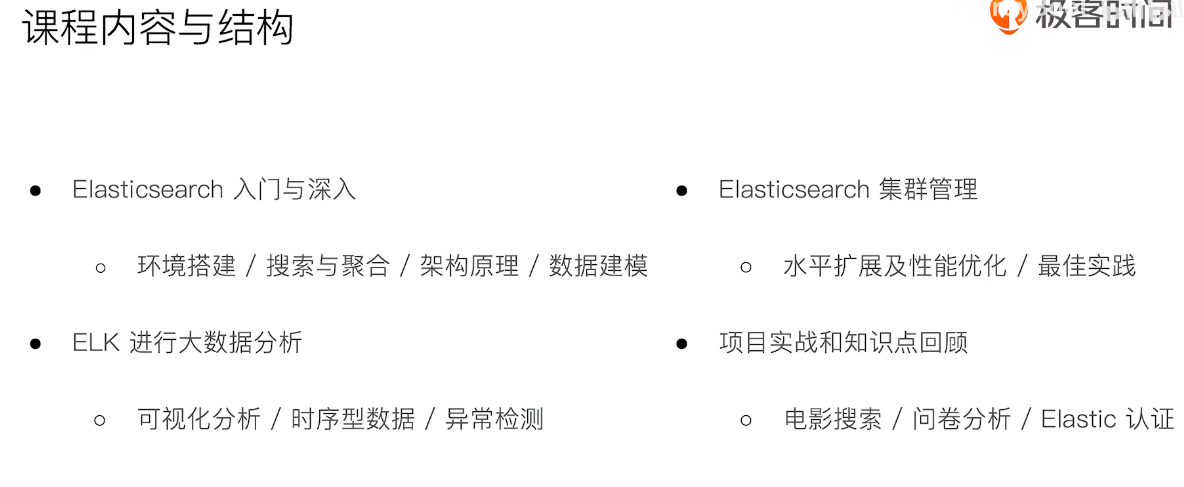 课程内容与结构
极客时间
Elasticsearch 入门与深入
环境搭建 / 搜索与聚合 / 架构原理 / 数据建模
ELK 进行大数据分析
可视化分析 / 时序型数据 / 异常检测
Elasticsearch 集群管理
水平扩展及性能优化 / 最佳实践
项目实战和知识点回顾
电影搜索 / 问卷分析 / Elastic 认证